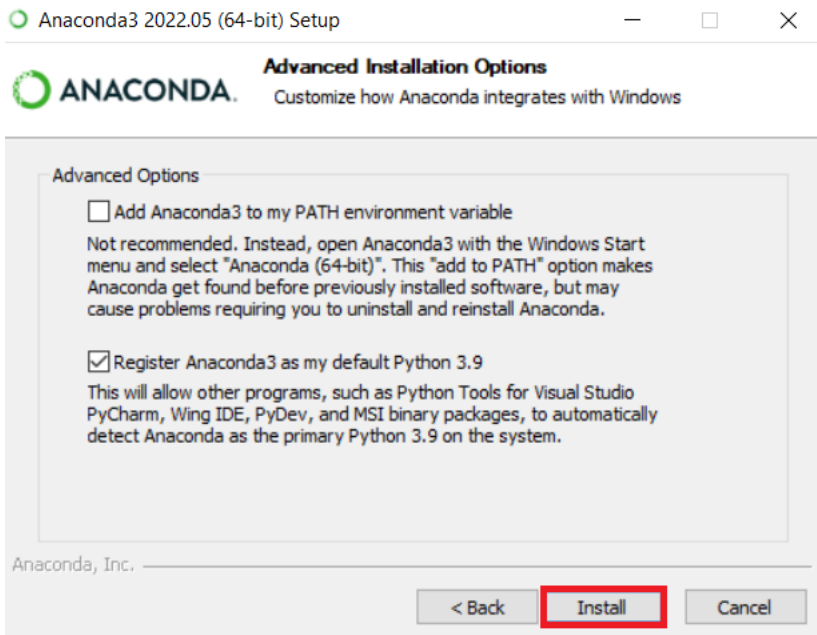 Anaconda3 2022.05 (64-bit) Setup
ANACONDA.
Advanced Installation Options
Customize how Anaconda integrates with Windows
Advanced Options
Add Anaconda3 to my PATH environment variable
Not recommended. Instead, open Anaconda3 with the Windows Start
menu and select "Anaconda (64-bit)". This "add to PATH" option makes
Anaconda get found before previously installed software, but may
cause problems requiring you to uninstall and reinstall Anaconda.
Register Anaconda3 as my default Python 3.9
This will allow other programs, such as Python Tools for Visual Studio
PyCharm, Wing IDE, PyDev, and MSI binary packages, to automatically
detect Anaconda as the primary Python 3.9 on the system.
Anaconda, Inc.
< Back
Install
Cancel